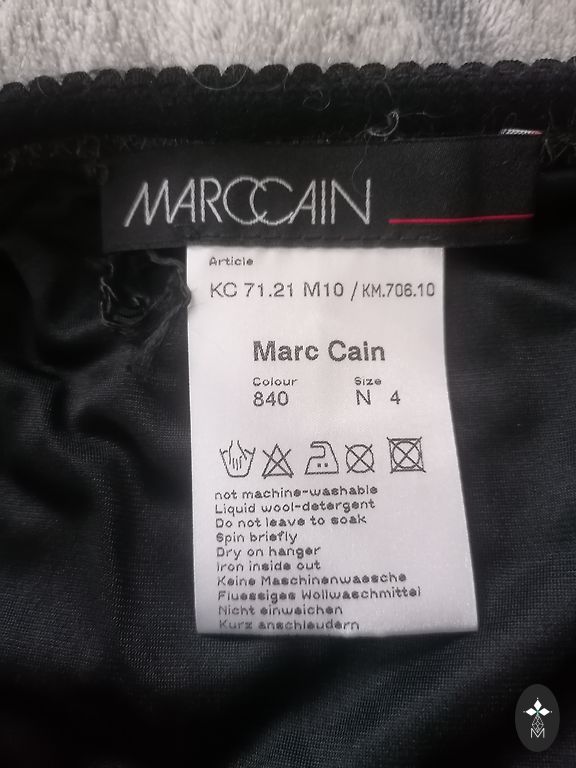 MARCCAIN
Article
KC 71.21 M10 / KM.706.10
Marc Cain
Colour Size
840 N 4
not machine-washable
Liquid wool-detergent
Do not leave to soak
Spin briefly
Dry on hanger
Iron inside out
Keine Maschinenwaesche
Fluessiges Wollwaschmittel
Nicht einweichen
Kurz anschleudern
M